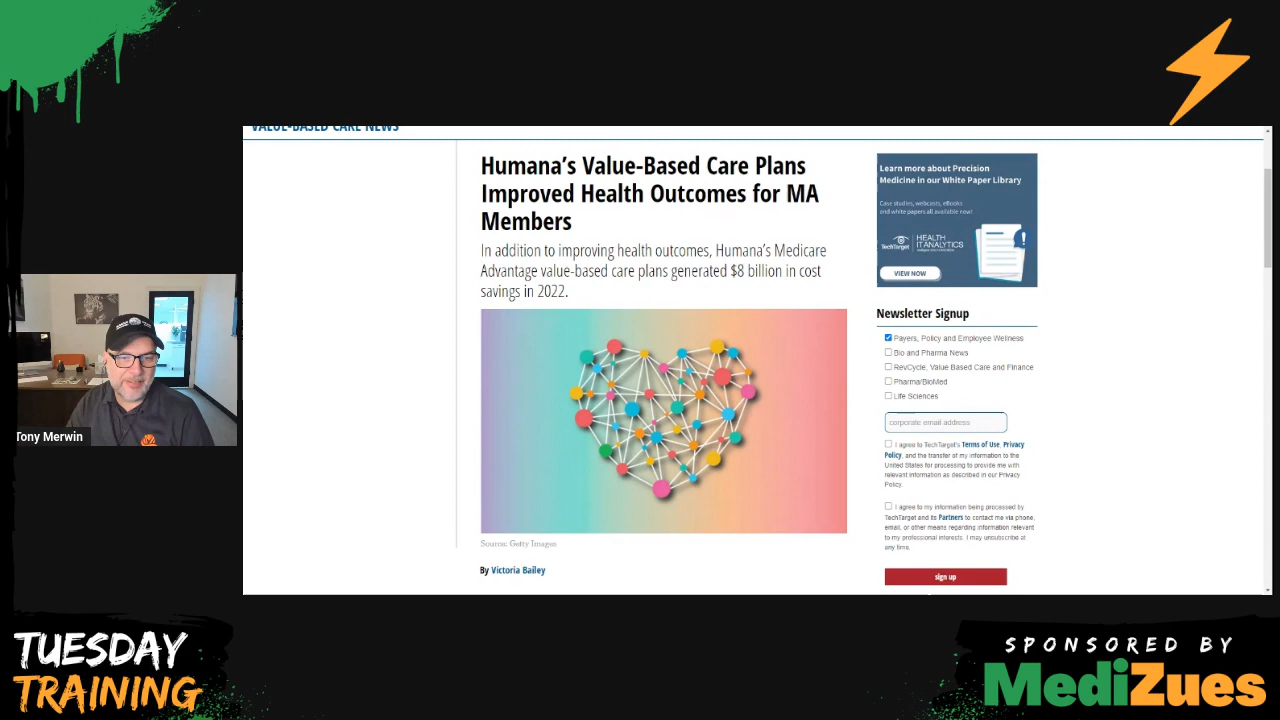 VALUE-BASED CARE NEWS
Humana's Value-Based Care Plans
Improved Health Outcomes for MA
Members
In addition to improving health outcomes, Humana's Medicare
Advantage value-based care plans generated $8 billion in cost
savings in 2022.
Source: Getty Images
By Victoria Bailey
Learn more about Precision
Medicine in our White Paper Library
Case studies, webcasts, eBooks
and white papers all available now!
TechTarget
HEALTH
IT ANALYTICS
VIEW NOW
Newsletter Signup
Payers, Policy and Employee Wellness
Bio and Pharma News
RevCycle, Value Based Care and Finance
Pharma/BioMed
Life Sciences
corporate email address
I agree to TechTarget's Terms of Use, Privacy
Policy, and the transfer of my information to the
United States for processing to provide me with
relevant information as described in our Privacy
Policy.
I agree to my information being processed by
TechTarget and its Partners to contact me via phone,
email, or other means regarding information relevant
to my professional interests. I may unsubscribe at
any time.
sign up
Tony Merwin
TUESDAY
TRAINING
SPONSORED BY
MediZues